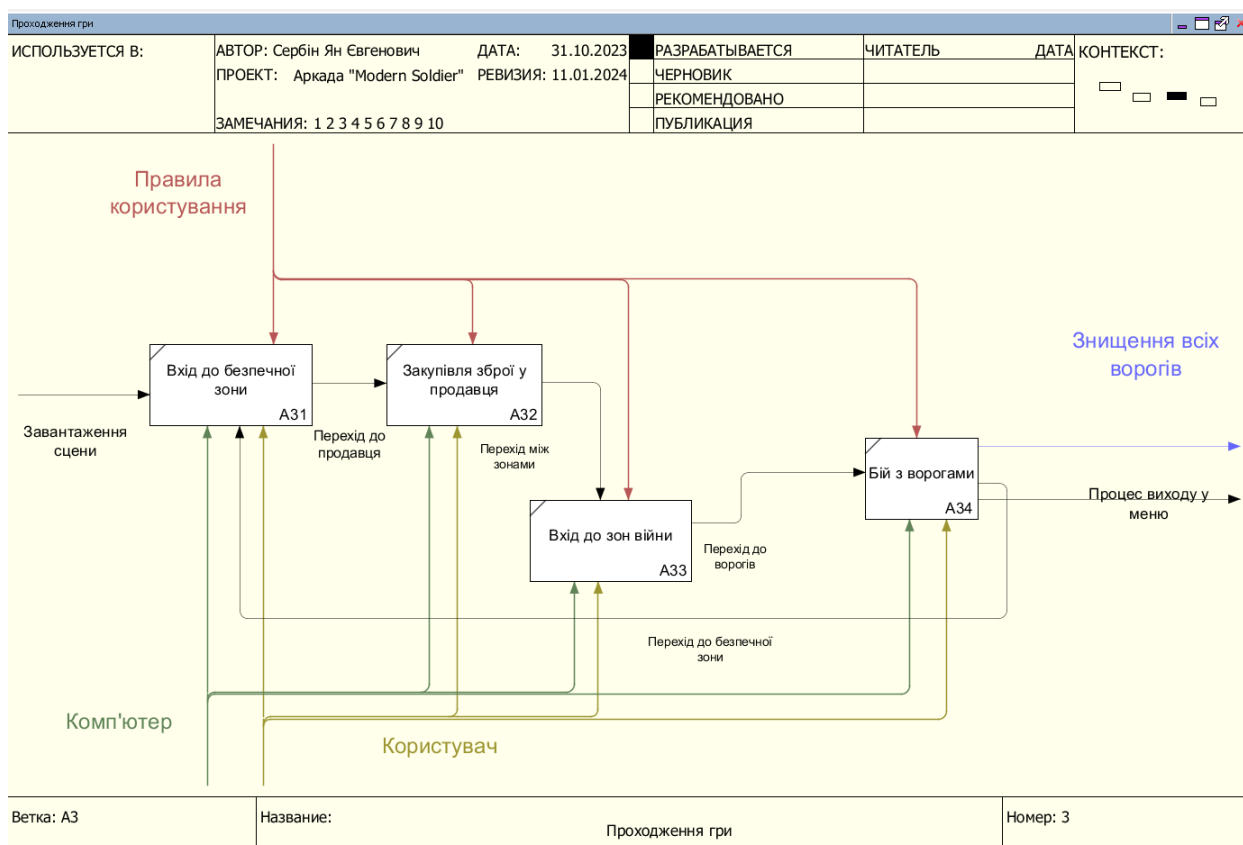 Проходження гри
ИСПОЛЬЗУЕТСЯ В:
АВТОР: Сербін Ян Євгенович
ДАТА: 31.10.2023
ПРОЕКТ: Аркада "Modern Soldier"
РЕВИЗИЯ: 11.01.2024
ЗАМЕЧАНИЯ: 1 2 3 4 5 6 7 8 9 10
РАЗРАБАТЫВАЕТСЯ
ЧЕРНОВИК
РЕКОМЕНДОВАНО
ПУБЛИКАЦИЯ
ЧИТАТЕЛЬ
ДАТА
КОНТЕКСТ:
Правила
користування
Вхід до безпечної
зони
A31
Закупівля зброї у
продавця
A32
Знищення всіх
ворогів
Завантаження
сцени
Перехід до
продавця
Перехід між
зонами
Бій з ворогами
A34
Процес виходу у
меню
Вхід до зон війни
A33
Перехід до
ворогів
Перехід до безпечної
зони
Комп'ютер
Користувач
Ветка: A3
Название:
Проходження гри
Номер: 3